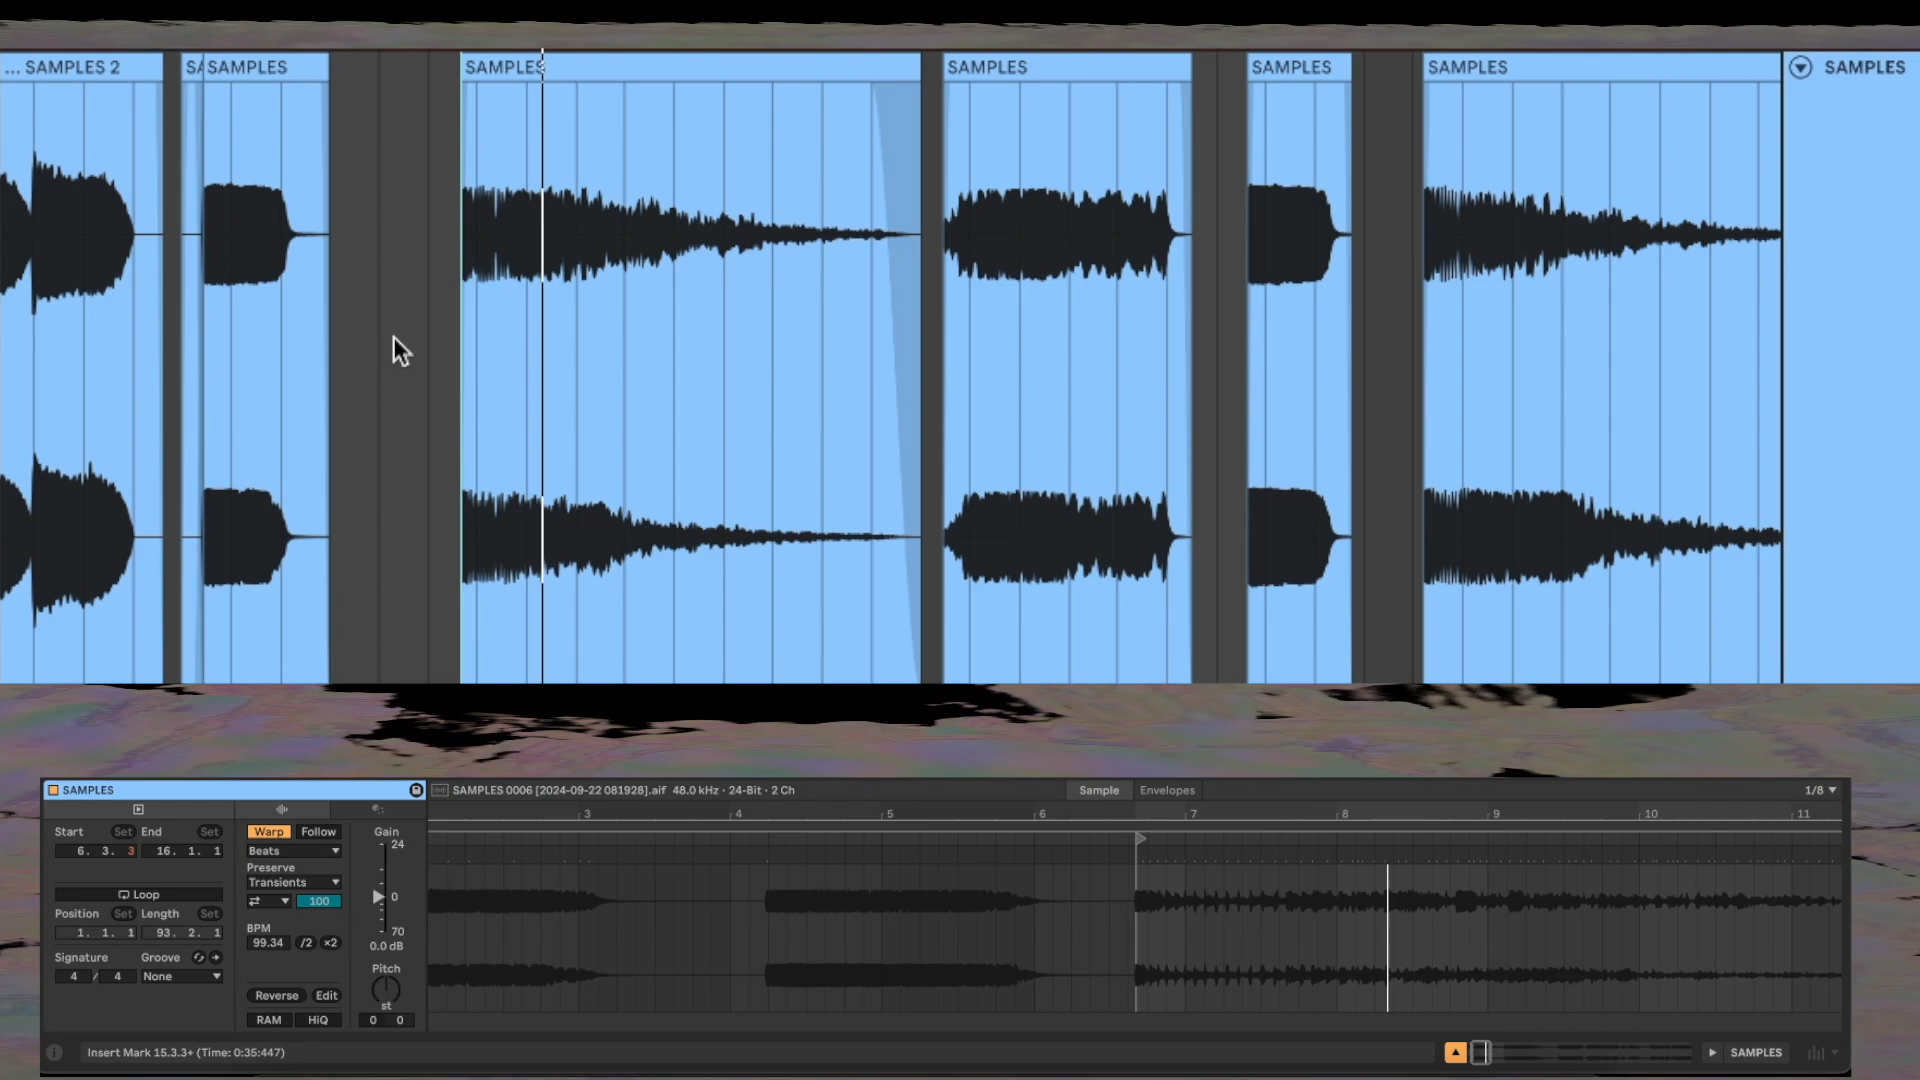 ... SAMPLES 2
SA SAMPLES
SAMPLES
SAMPLES
SAMPLES
SAMPLES
SAMPLES
SAMPLES
SAMPLES 0006 [2024-09-22 081928].aif 48.0 kHz · 24-Bit · 2 Ch
Sample
Envelopes
1/8
3 4 5 6 7 8 9 10 11
Start Set End Set
6. 3. 3 16. 1. 1
Loop
Position Set Length Set
1. 1. 1 93. 2. 1
Signature Groove
4 / 4 None
Warp Follow
Beats
Preserve
Transients
100
BPM
99.34 /2 ×2
Reverse Edit
RAM HiQ
Gain
24
0
70
0.0 dB
Pitch
st
0 0
Insert Mark 15.3.3+ (Time: 0:35:447)
SAMPLES